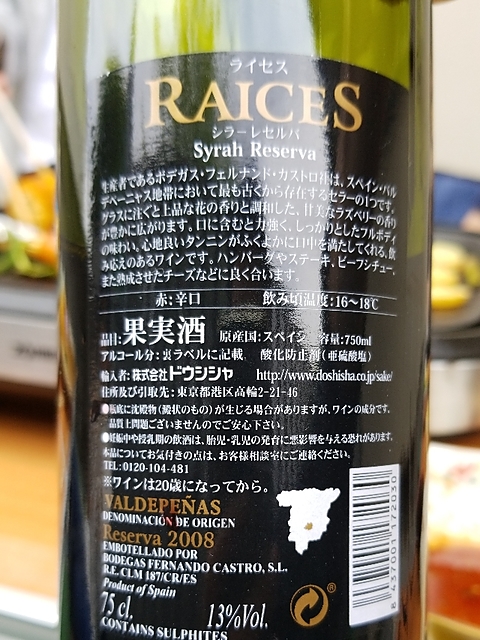 ライセス
RAICES
シラーレセルバ
Syrah Reserva
生産者であるボデガス・フェルナンド・カストロ社は、スペイン・バル
デペーニャス地帯において最も古くから存在するセラーの1つです。
グラスに注ぐと上品な花の香りと調和した、甘美なラズベリーの香り
が豊かに広がります。口に含むと力強く、しっかりとしたフルボディ
の味わい。心地良いタンニンがふくよかに口中を満たしてくれる、飲
み応えのあるワインです。ハンバーグやステーキ、ビーフシチュー、
また熟成させたチーズなどに良く合います。
赤:辛口 飲み頃温度:16〜18℃
品目:果実酒 原産国:スペイン 容量:750ml
アルコール分:裏ラベルに記載 酸化防止剤(亜硫酸塩)
輸入者:株式会社ドウシシャ http://www.doshisha.co.jp/sake/
住所及び引取先:東京都港区高輪2-21-46
●瓶底に沈殿物(澱状のもの)が生じる場合がありますが、ワインの成分です。
品質上問題ございませんのでご安心下さい。
●妊娠中や授乳期の飲酒は、胎児・乳児の発育に悪影響を与える恐れがあります。
本品についてお気付きの点は、お客様相談室にご連絡ください。
TEL:0120-104-481
※ワインは20歳になってから。
VALDEPEÑAS
DENOMINACIÓN DE ORIGEN
Reserva 2008
EMBOTELLADO POR
BODEGAS FERNANDO CASTRO, S.L.
R.E. CLM 187/CR/ES
Product of Spain
75 cl. 13%Vol.
CONTAINS SULPHITES
®
8 437001 172030